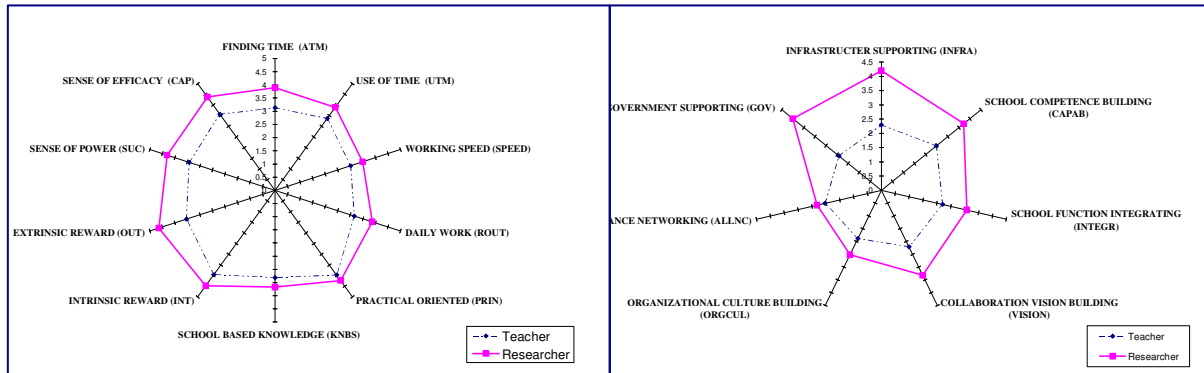 FINDING TIME (ATM)
5
4.5
4
3.5
3
2.5
2
1.5
1
0.5
USE OF TIME (UTM)
WORKING SPEED (SPEED)
DAILY WORK (ROUT)
PRACTICAL ORIENTED (PRIN)
SCHOOL BASED KNOWLEDGE (KNBS)
INTRINSIC REWARD (INT)
EXTRINSIC REWARD (OUT)
SENSE OF POWER (SUC)
SENSE OF EFFICACY (CAP)
Teacher
Researcher
INFRASTRUCTER SUPPORTING (INFRA)
4.5
4
3.5
3
2.5
2
1.5
1
0.5
0
SCHOOL COMPETENCE BUILDING
(CAPAB)
SCHOOL FUNCTION INTEGRATING
(INTEGR)
COLLABORATION VISION BUILDING
(VISION)
ORGANIZATIONAL CULTURE BUILDING
(ORGCUL)
ANCE NETWORKING (ALLNC)
GOVERNMENT SUPPORTING (GOV)
Teacher
Researcher